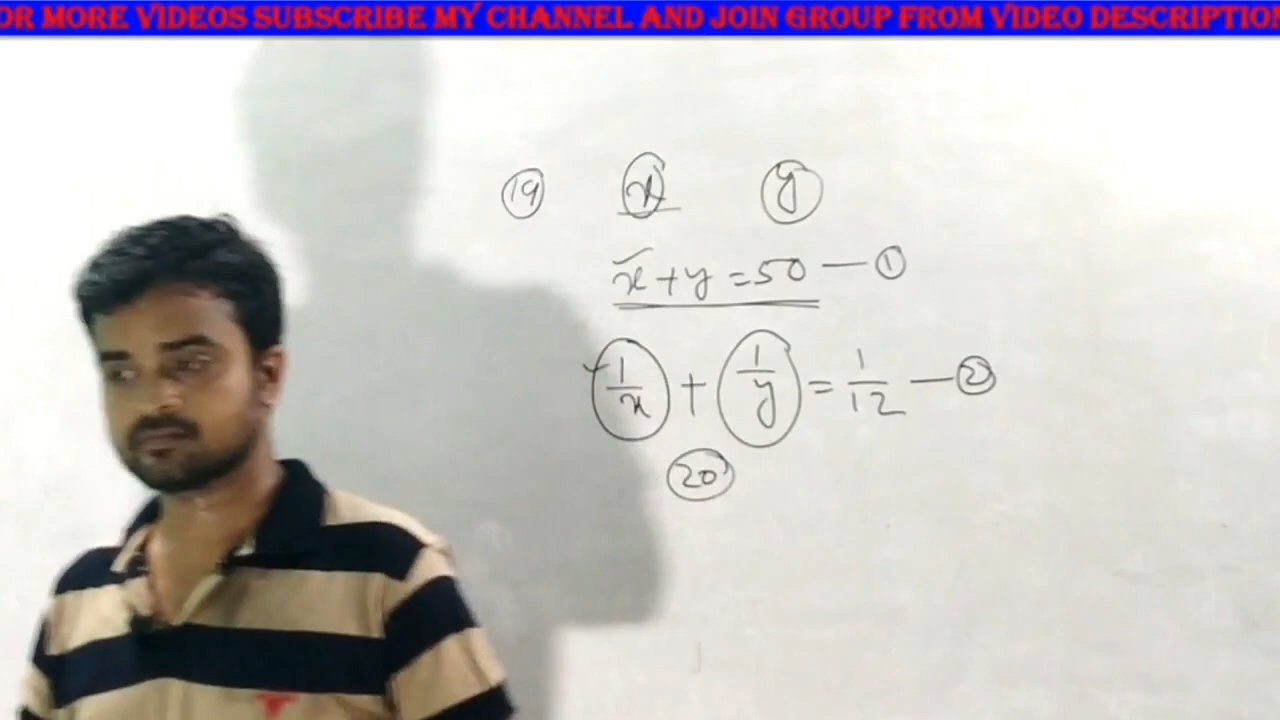 OR MORE VIDEOS SUBSCRIBE MY CHANNEL AND JOIN GROUP FROM VIDEO DESCRIPTION
19 x y
x + y = 50 — 1
1/x + 1/y = 1/12 — 2
20